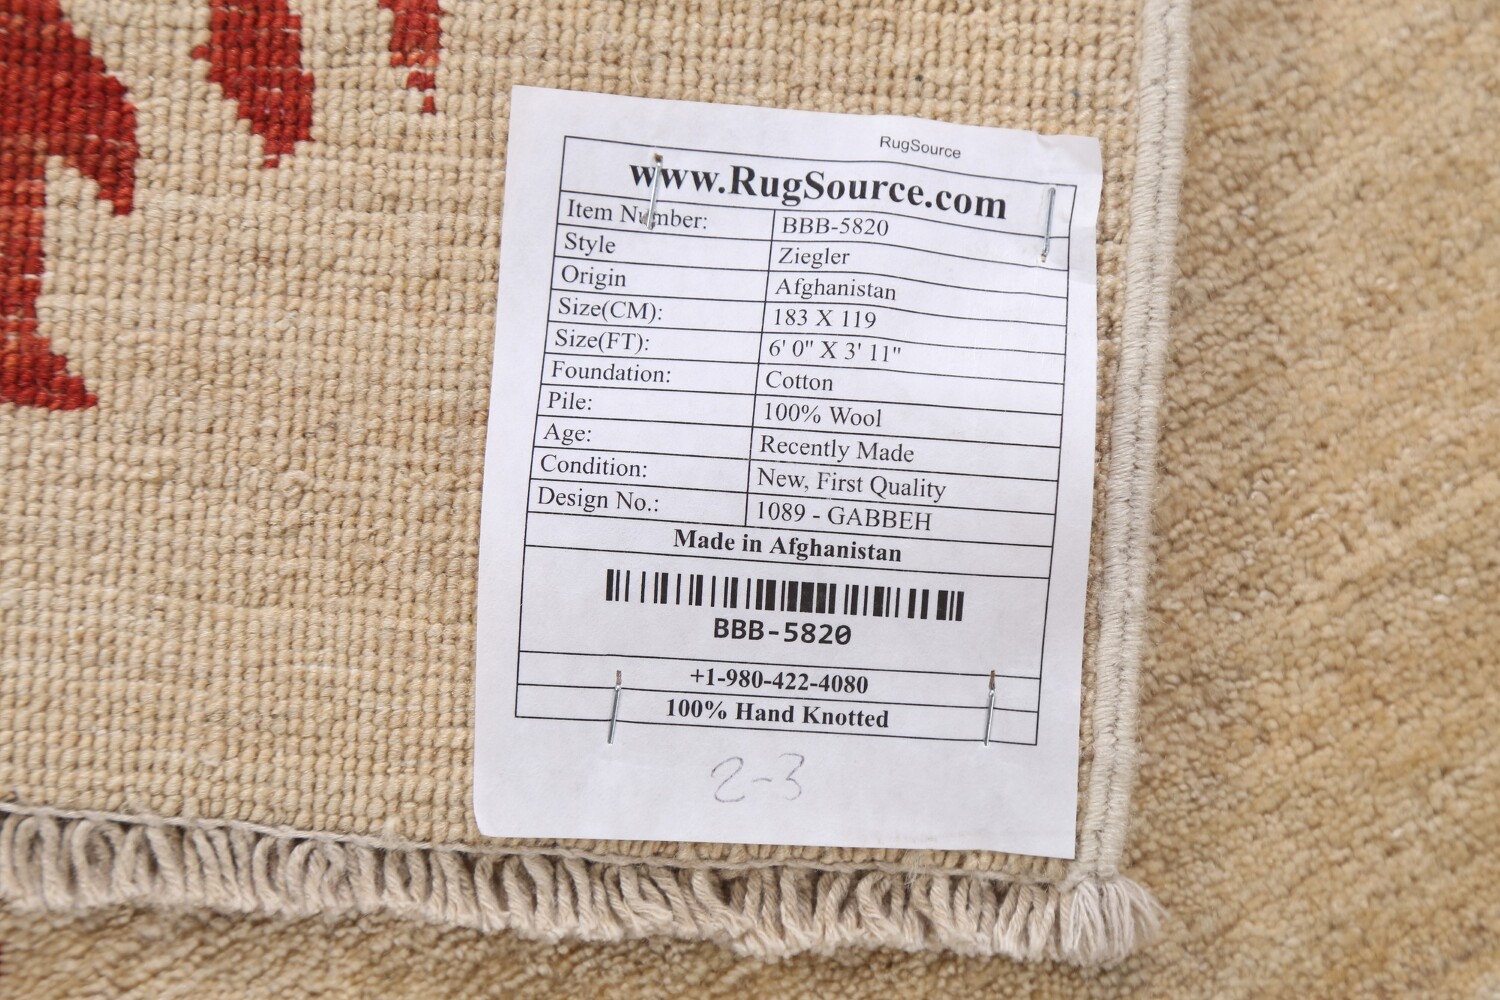 RugSource
www.RugSource.com
Item Number: BBB-5820
Style Ziegler
Origin Afghanistan
Size(CM): 183 X 119
Size(FT): 6' 0" X 3' 11"
Foundation: Cotton
Pile: 100% Wool
Age: Recently Made
Condition: New, First Quality
Design No.: 1089 - GABBEH
Made in Afghanistan
BBB-5820
+1-980-422-4080
100% Hand Knotted
2-3